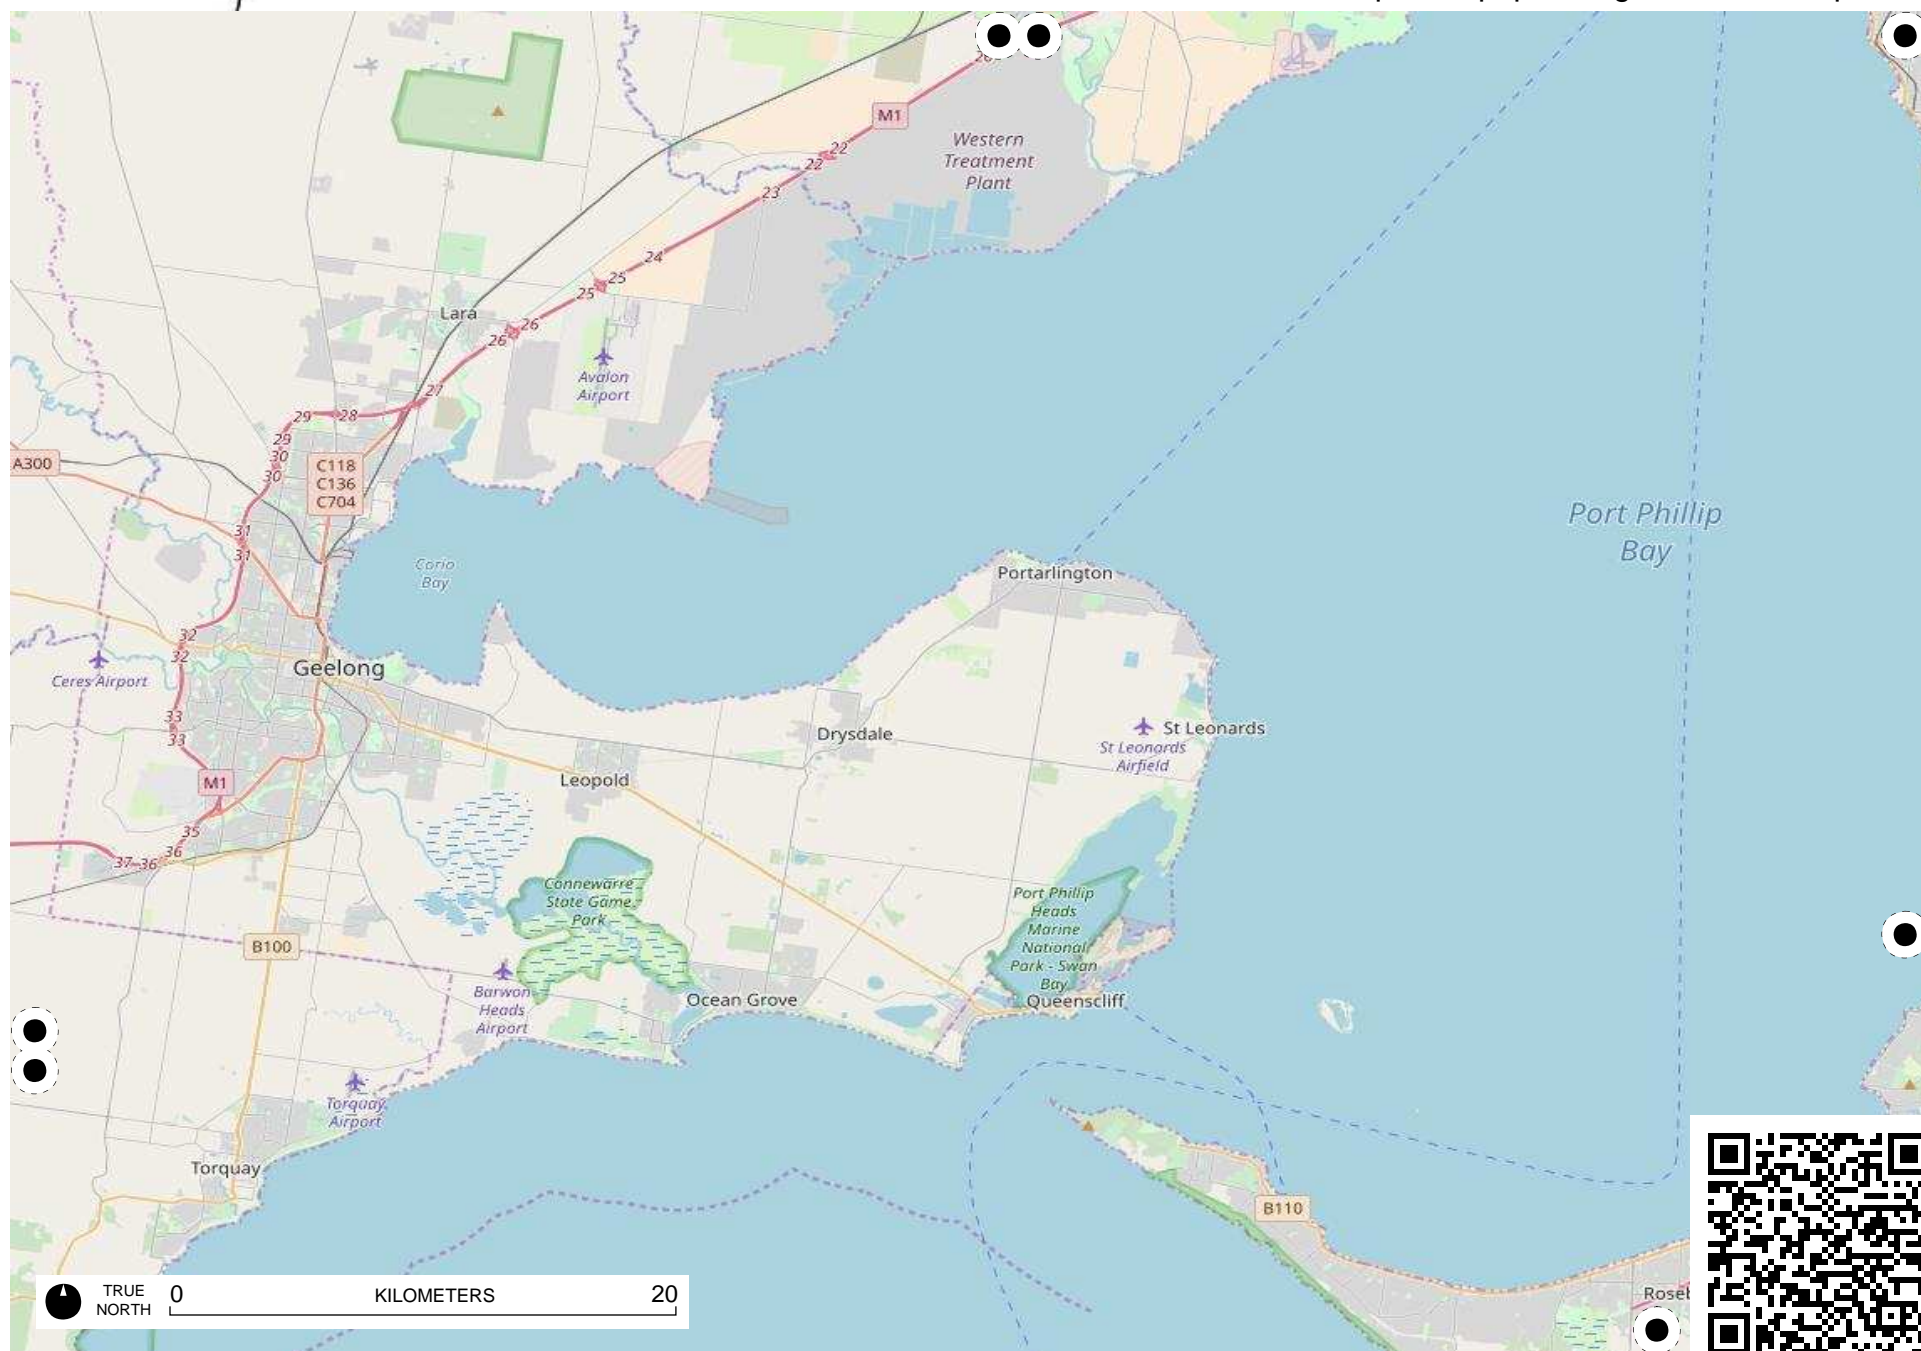 M1
Western
Treatment
Plant
22
22
23
24
25
25
26
26
Lara
Avalon
Airport
27
28
29
29
30
30
A300
C118
C136
C704
31
31
Corio
Bay
Port Phillip
Bay
Portarlington
32
32
Geelong
Ceres Airport
33
33
Drysdale
St Leonards
St Leonards
Airfield
M1
Leopold
35
36
36
37
Connewarre
State Game
Park
Port Phillip
Heads
Marine
National
Park - Swan
Bay
B100
Barwon
Heads
Airport
Ocean Grove
Queenscliff
Torquay
Airport
Torquay
B110
TRUE
NORTH
0
KILOMETERS
20